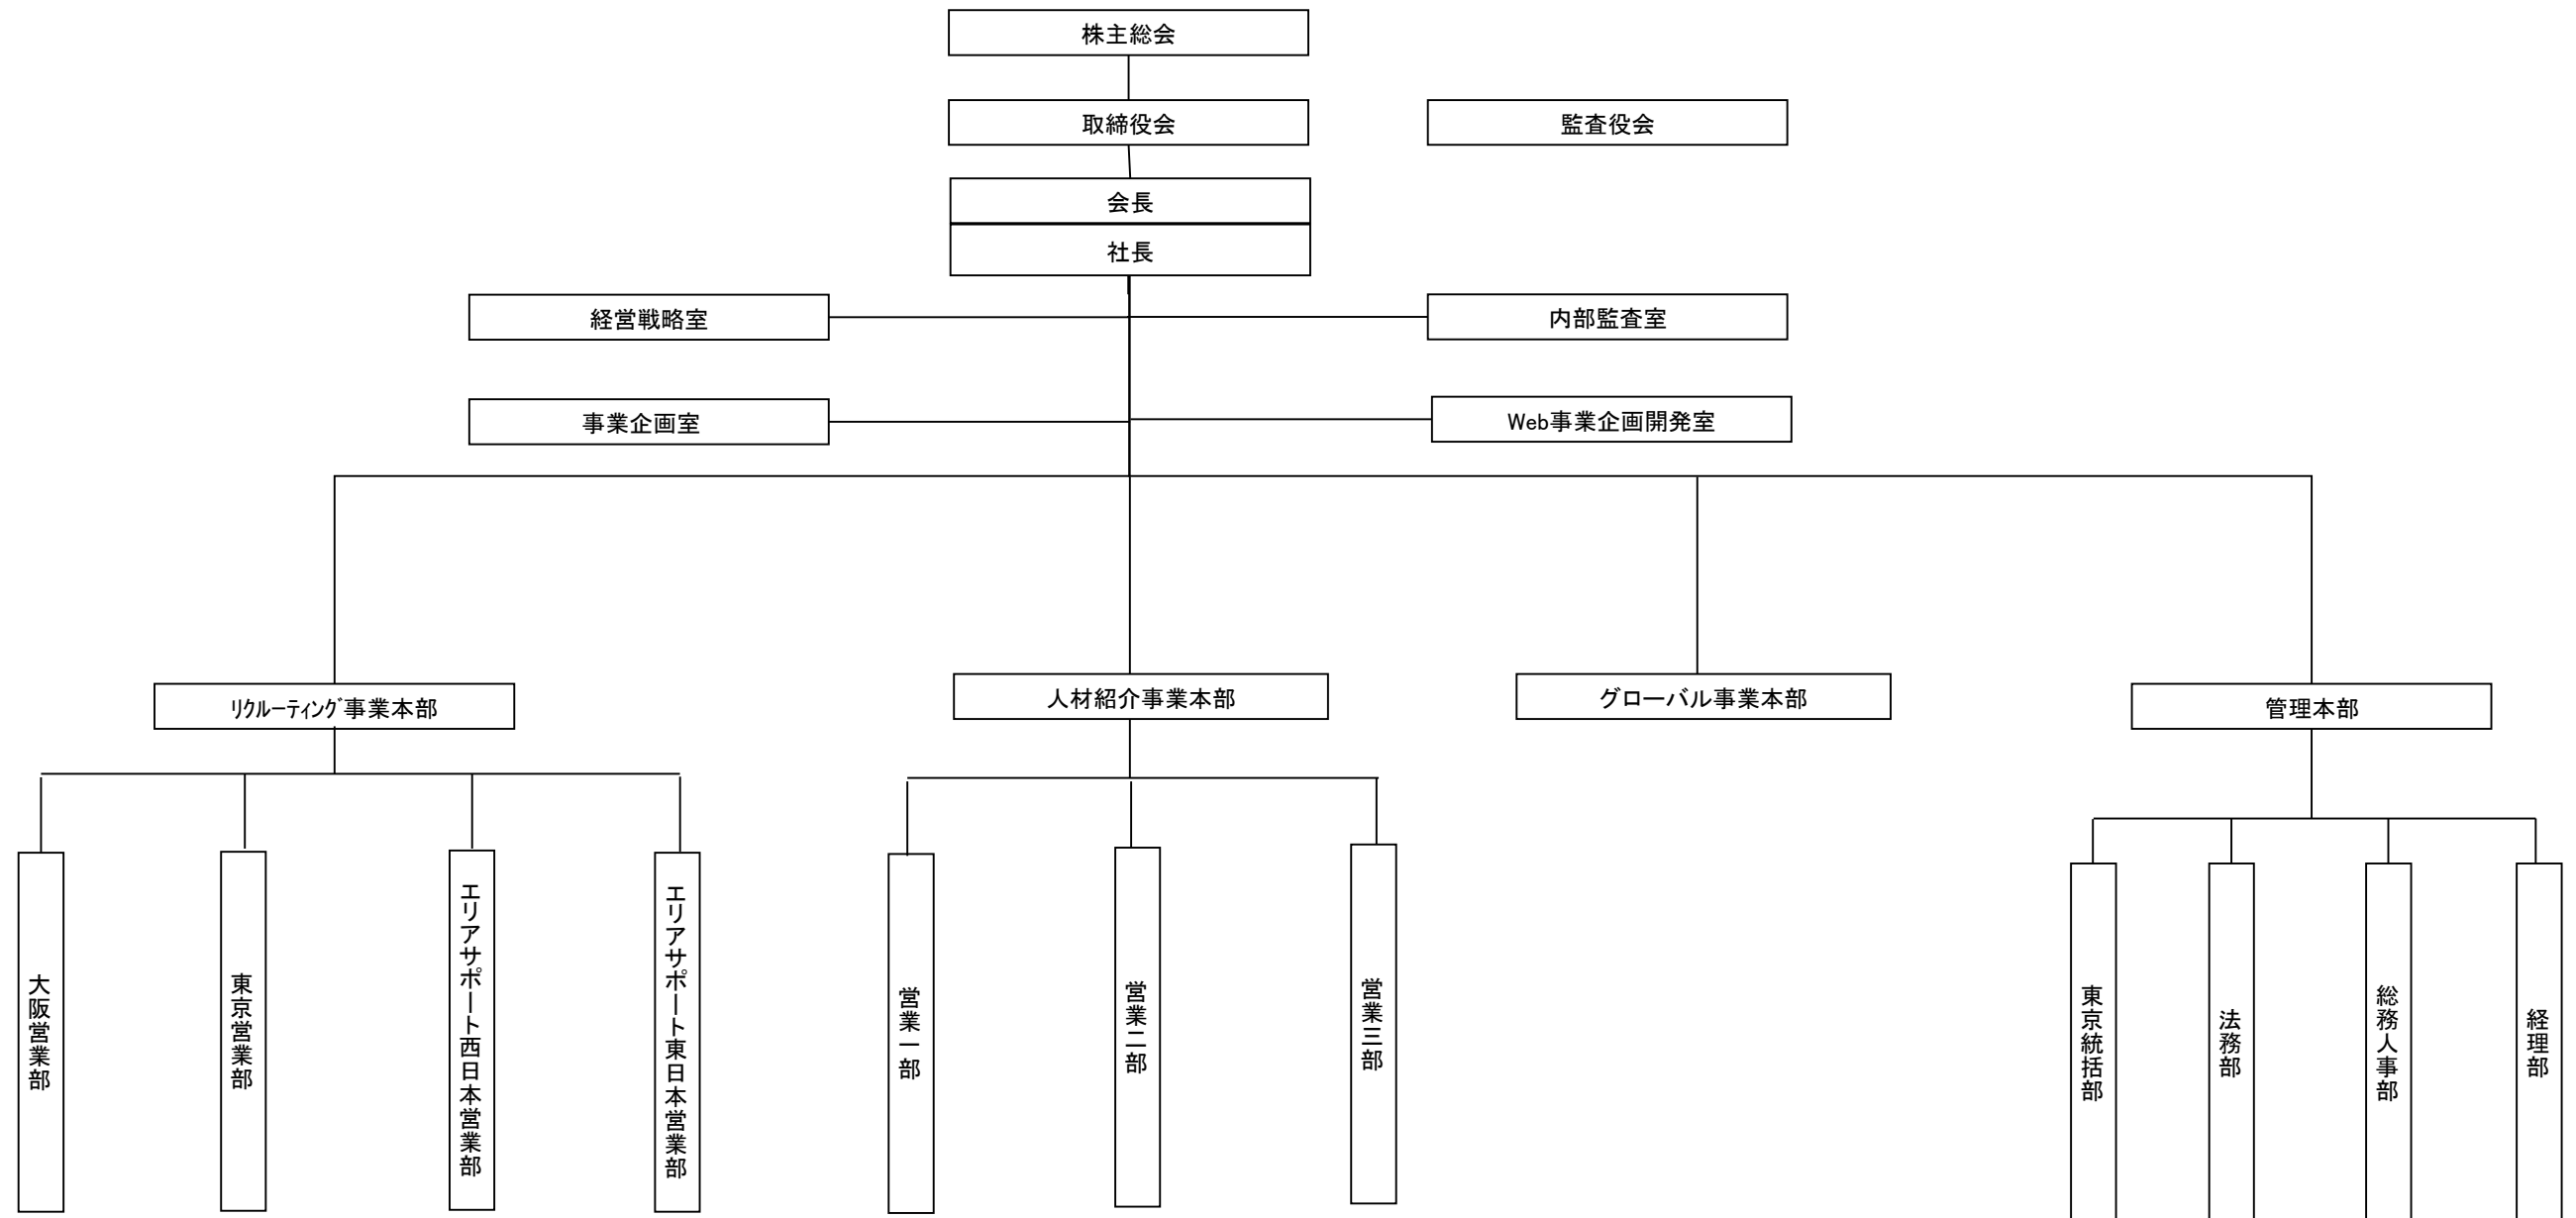 株主総会
取締役会
監査役会
会長
社長
経営戦略室
内部監査室
事業企画室
Web事業企画開発室
ﾘｸﾙｰﾃｨﾝｸﾞ事業本部
人材紹介事業本部
グローバル事業本部
管理本部
大阪営業部
東京営業部
エリアサポート西日本営業部
エリアサポート東日本営業部
営業一部
営業二部
営業三部
東京統括部
法務部
総務人事部
経理部